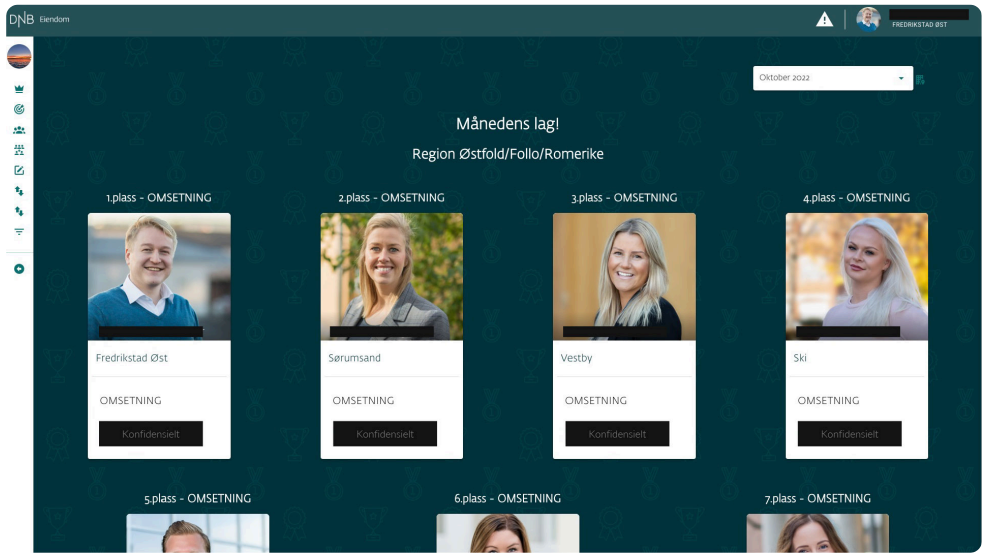 DNB Eiendom
FREDRIKSTAD ØST
Oktober 2022
Månedens lag!
Region Østfold/Follo/Romerike
1.plass - OMSETNING
2.plass - OMSETNING
3.plass - OMSETNING
4.plass - OMSETNING
Fredrikstad Øst
Sørumsand
Vestby
Ski
OMSETNING
OMSETNING
OMSETNING
OMSETNING
Konfidensielt
Konfidensielt
Konfidensielt
Konfidensielt
5.plass - OMSETNING
6.plass - OMSETNING
7.plass - OMSETNING